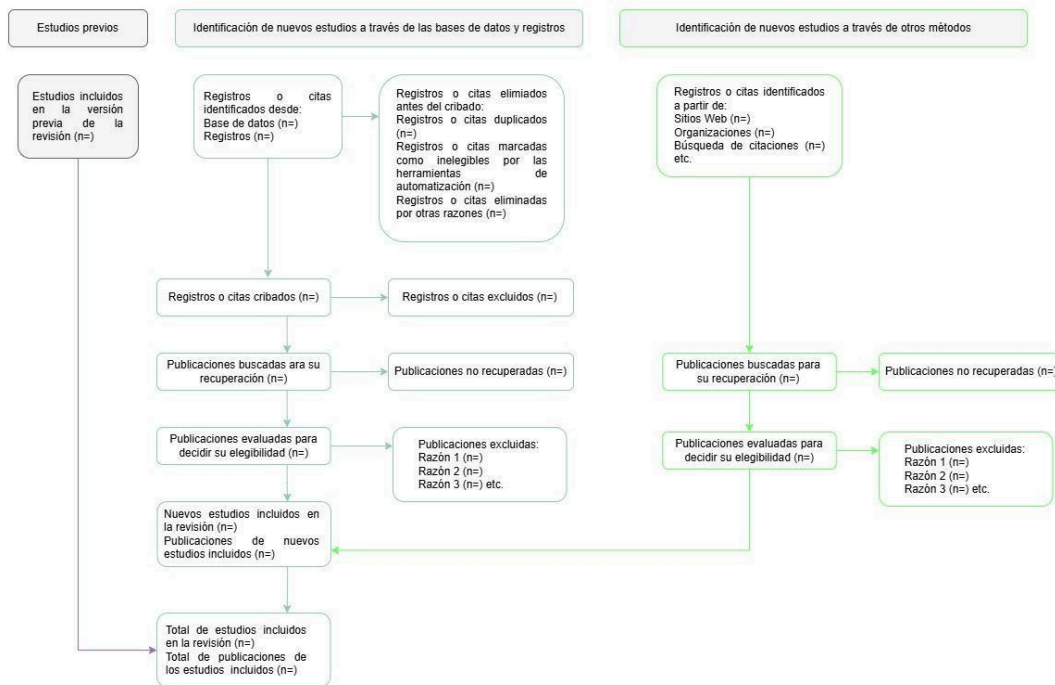 Estudios previos
Identificación de nuevos estudios a través de las bases de datos y registros
Identificación de nuevos estudios a través de otros métodos
Estudios incluidos
en la versión
previa de la
revisión (n=)
Registros o citas
identificados desde:
Base de datos (n=)
Registros (n=)
Registros o citas elimiados
antes del cribado:
Registros o citas duplicados
(n=)
Registros o citas marcadas
como inelegibles por las
herramientas de
automatización (n=)
Registros o citas eliminadas
por otras razones (n=)
Registros o citas identificados
a partir de:
Sitios Web (n=)
Organizaciones (n=)
Búsqueda de citaciones (n=)
etc.
Registros o citas cribados (n=)
Registros o citas excluidos (n=)
Publicaciones buscadas ara su
recuperación (n=)
Publicaciones no recuperadas (n=)
Publicaciones buscadas para
su recuperación (n=)
Publicaciones no recuperadas (n=)
Publicaciones evaluadas para
decidir su elegibilidad (n=)
Publicaciones excluidas:
Razón 1 (n=)
Razón 2 (n=)
Razón 3 (n=) etc.
Publicaciones evaluadas para
decidir su elegibilidad (n=)
Publicaciones excluidas:
Razón 1 (n=)
Razón 2 (n=)
Razón 3 (n=) etc.
Nuevos estudios incluidos en
la revisión (n=)
Publicaciones de nuevos
estudios incluidos (n=)
Total de estudios incluidos
en la revisión (n=)
Total de publicaciones de
los estudios incluidos (n=)